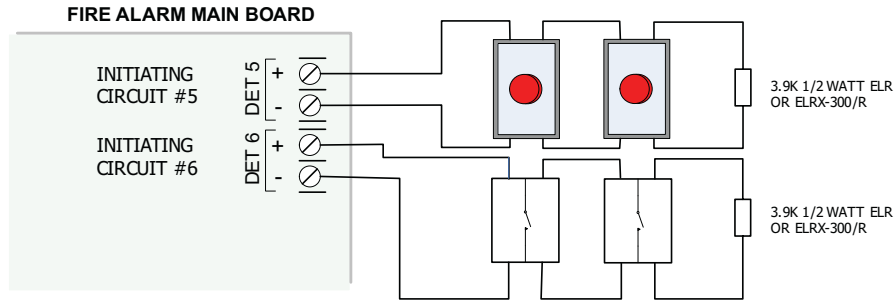 FIRE ALARM MAIN BOARD
INITIATING
CIRCUIT #5
DET 5
+
-
3.9K 1/2 WATT ELR
OR ELRX-300/R
INITIATING
CIRCUIT #6
DET 6
+
-
3.9K 1/2 WATT ELR
OR ELRX-300/R